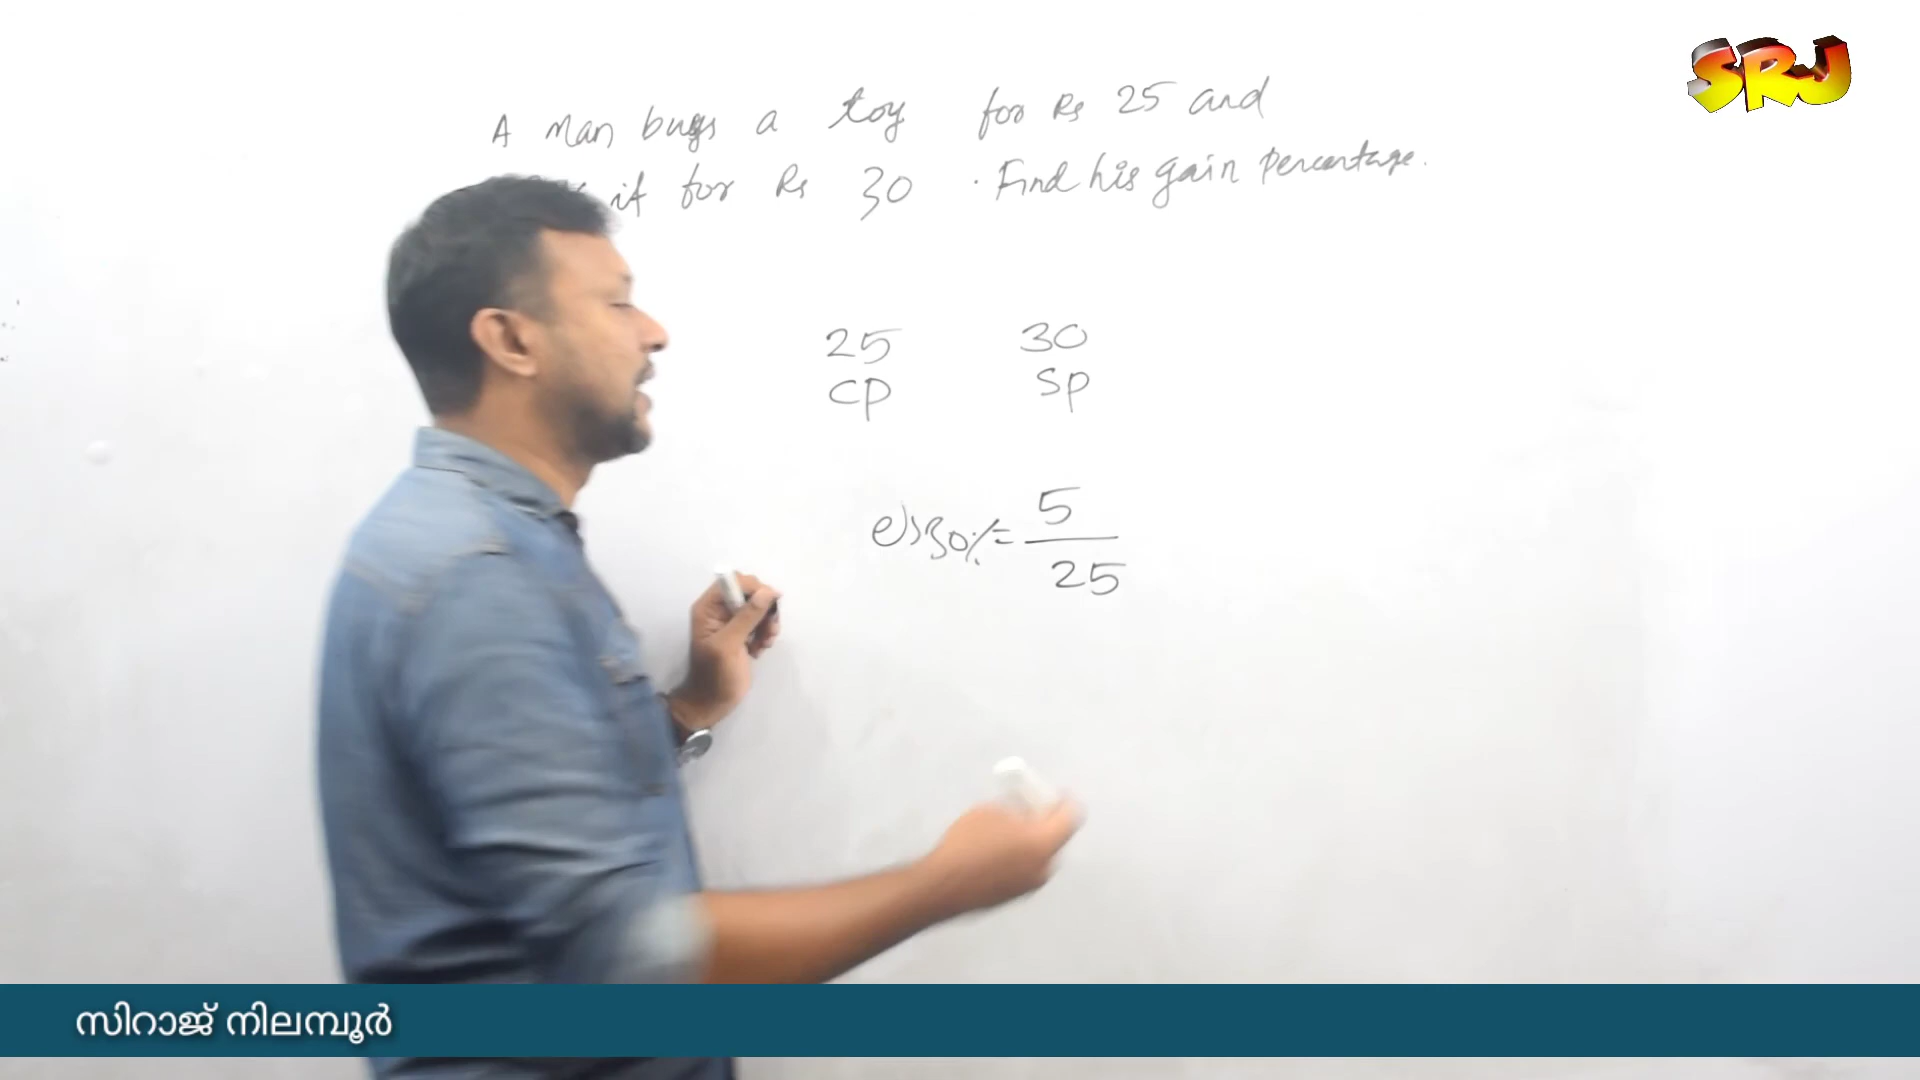 SRJ
A man buys a toy for Rs 25 and
it for Rs 30 . Find his gain percentage.
25 30
CP SP
ലാഭം% = 5
25
സിറാജ് നിലമ്പൂർ